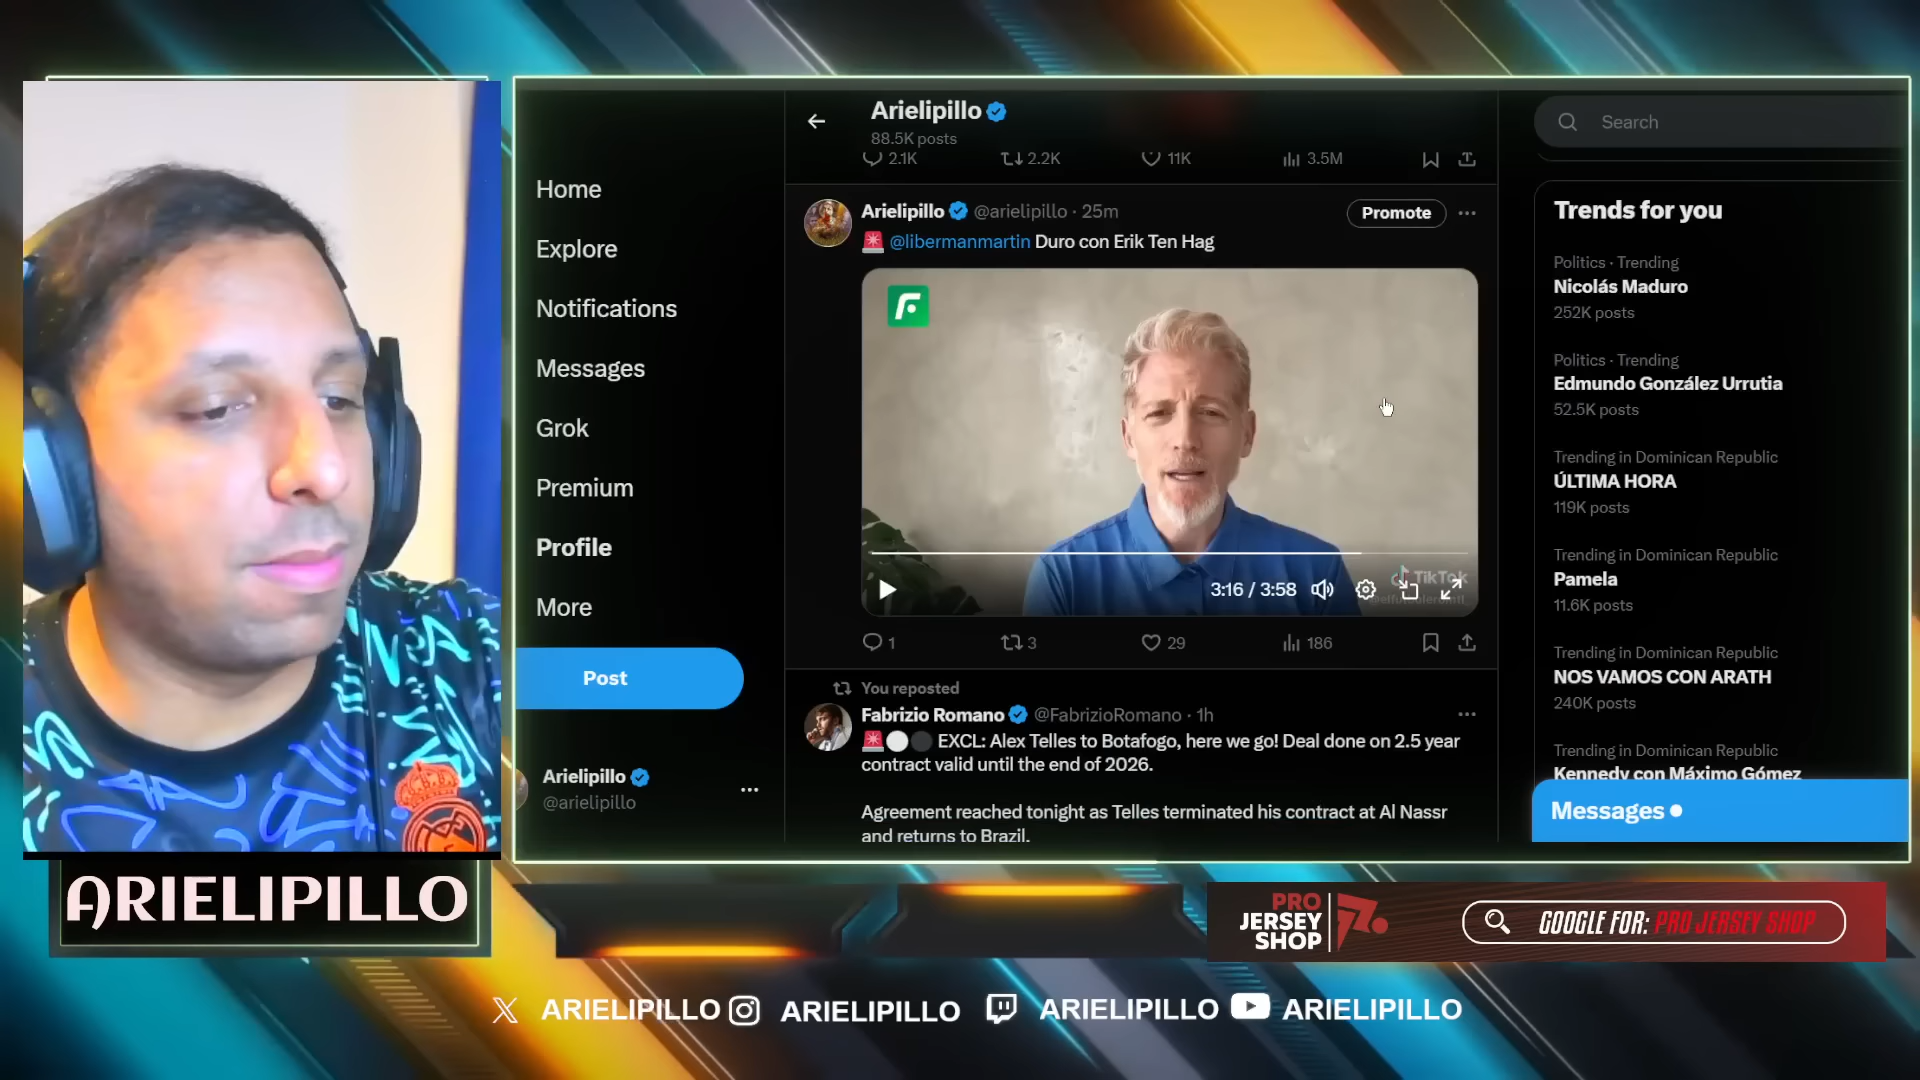 Home
Explore
Notifications
Messages
Grok
Premium
Profile
More
Post
Arielipillo
@arielipillo
Arielipillo
88.5K posts
2.1K 2.2K 11K 3.5M
Arielipillo @arielipillo · 25m
Promote
@libermanmartin Duro con Erik Ten Hag
3:16 / 3:58
TikTok
1 3 29 186
You reposted
Fabrizio Romano @FabrizioRomano · 1h
EXCL: Alex Telles to Botafogo, here we go! Deal done on 2.5 year
contract valid until the end of 2026.
Agreement reached tonight as Telles terminated his contract at Al Nassr
and returns to Brazil.
Search
Trends for you
Politics · Trending
Nicolás Maduro
252K posts
Politics · Trending
Edmundo González Urrutia
52.5K posts
Trending in Dominican Republic
ÚLTIMA HORA
119K posts
Trending in Dominican Republic
Pamela
11.6K posts
Trending in Dominican Republic
NOS VAMOS CON ARATH
240K posts
Trending in Dominican Republic
Kennedy con Máximo Gómez
Messages
ARIELIPILLO
PRO
JERSEY
SHOP
GOOGLE FOR: PRO JERSEY SHOP
ARIELIPILLO ARIELIPILLO ARIELIPILLO ARIELIPILLO